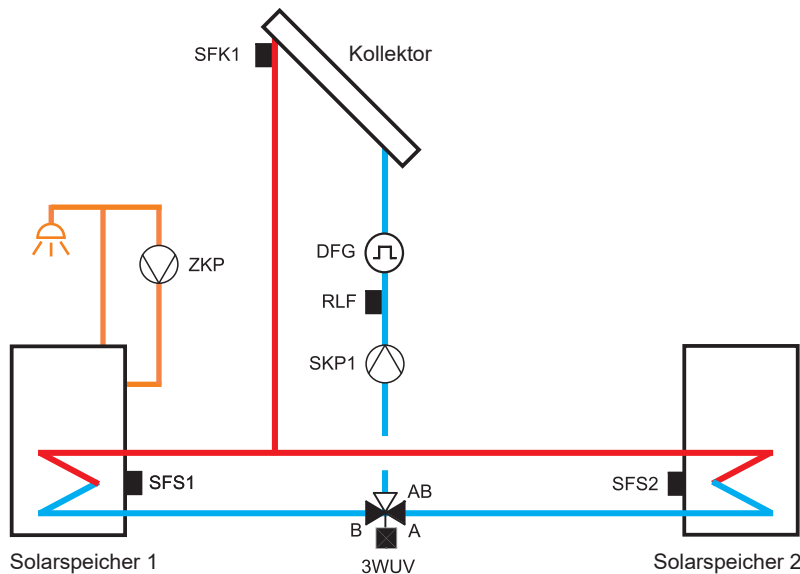 SFK1
Kollektor
DFG
ZKP
RLF
SKP1
SFS1
SFS2
AB
B
A
3WUV
Solarspeicher 1
Solarspeicher 2